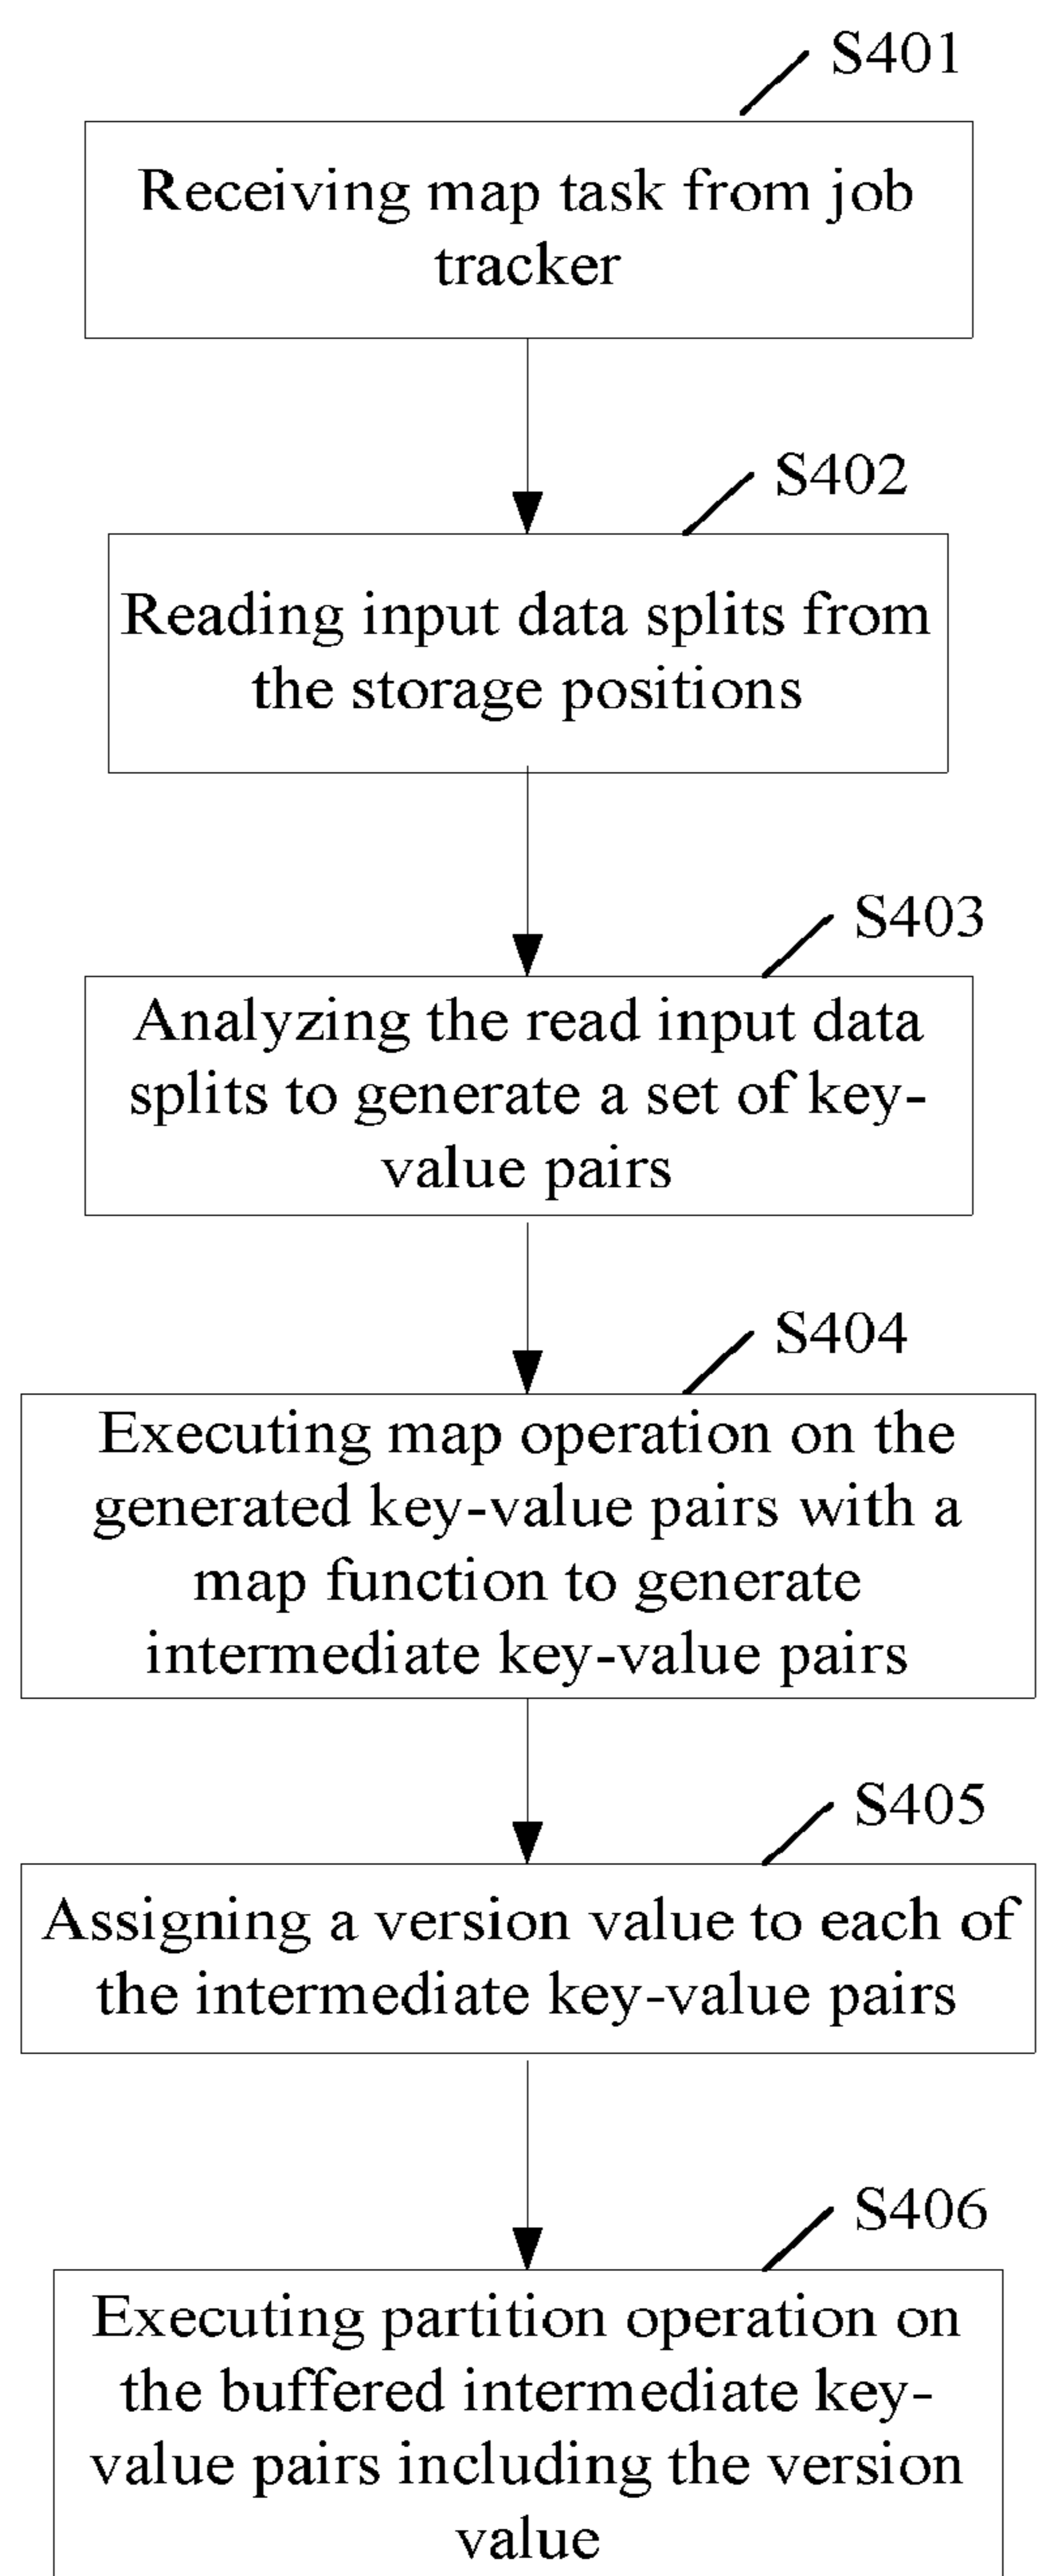 S401
Receiving map task from job
tracker
S402
Reading input data splits from
the storage positions
S403
Analyzing the read input data
splits to generate a set of key-
value pairs
S404
Executing map operation on the
generated key-value pairs with a
map function to generate
intermediate key-value pairs
S405
Assigning a version value to each of
the intermediate key-value pairs
S406
Executing partition operation on
the buffered intermediate key-
value pairs including the version
value